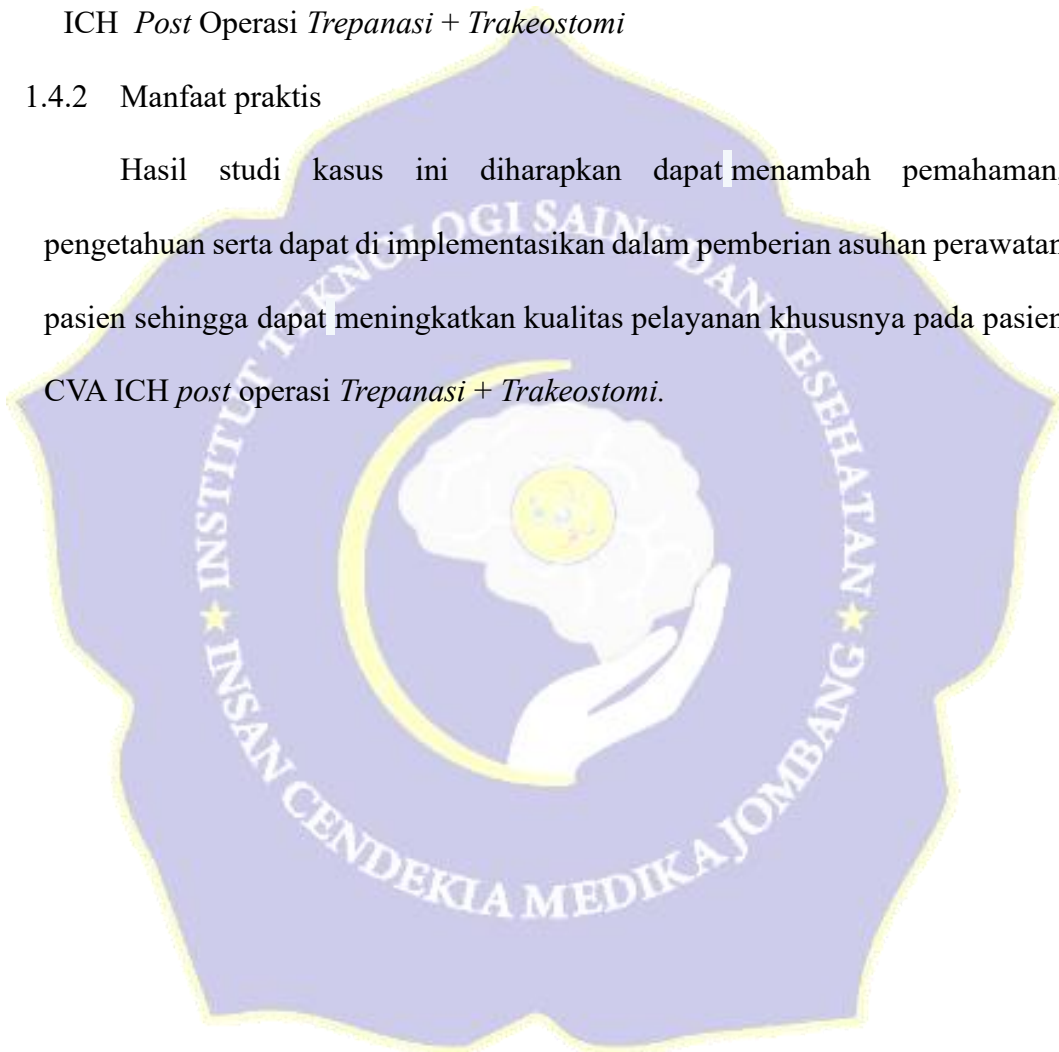 ICH Post Operasi Trepanasi + Trakeostomi
1.4.2 Manfaat praktis
Hasil studi kasus ini diharapkan dapat menambah pemahaman,
pengetahuan serta dapat di implementasikan dalam pemberian asuhan perawatan
pasien sehingga dapat meningkatkan kualitas pelayanan khususnya pada pasien
CVA ICH post operasi Trepanasi + Trakeostomi.
INSTITUT TEKNOLOGI SAINS DAN KESEHATAN
INSAN CENDEKIA MEDIKA JOMBANG